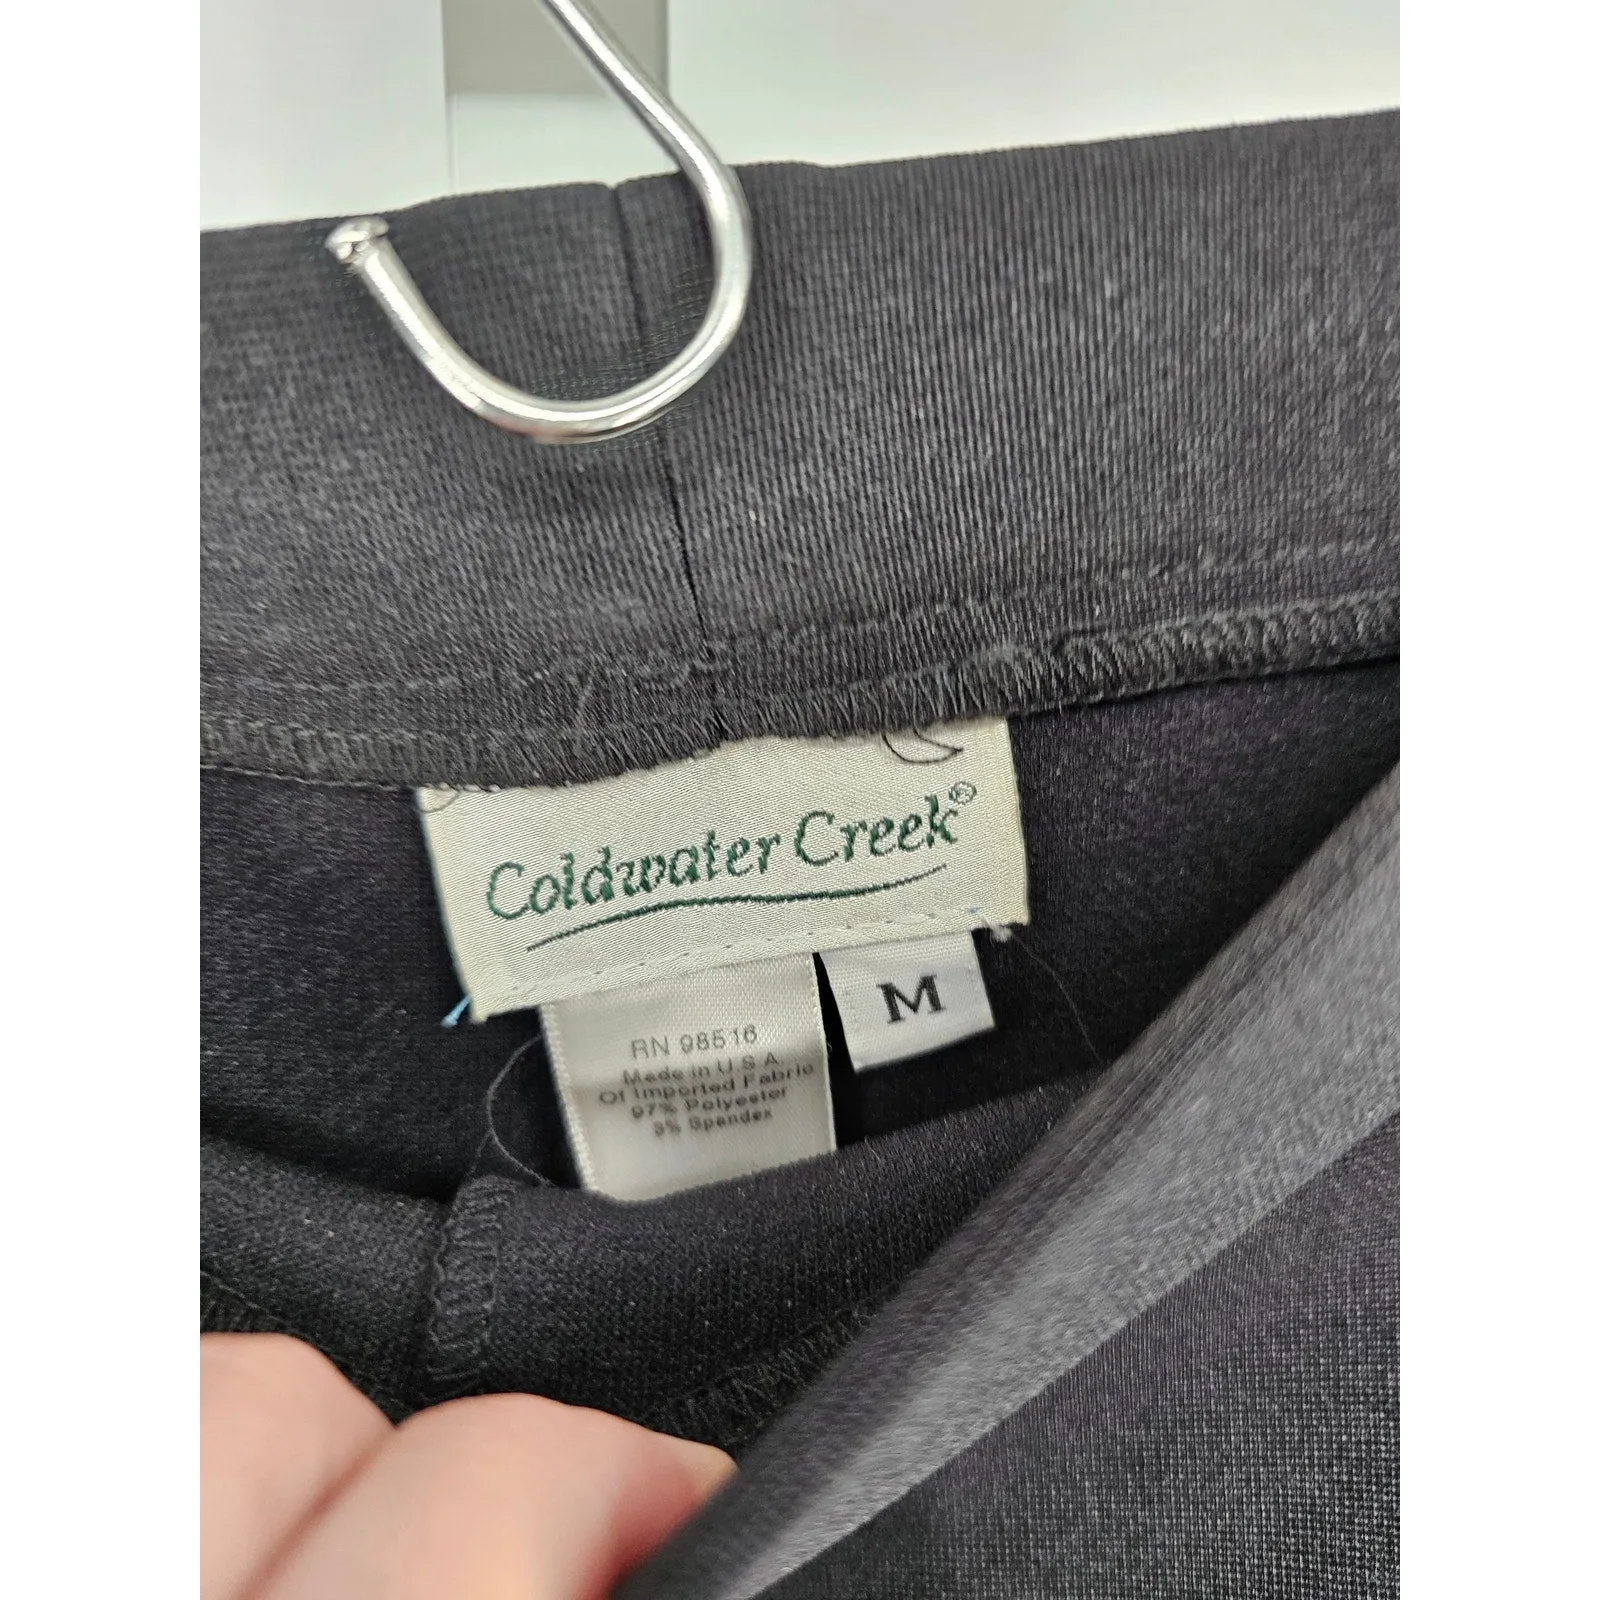 Coldwater Creek®
M
RN 98516
Made in U S A
Of Imported Fabric
97% Polyester
3% Spandex